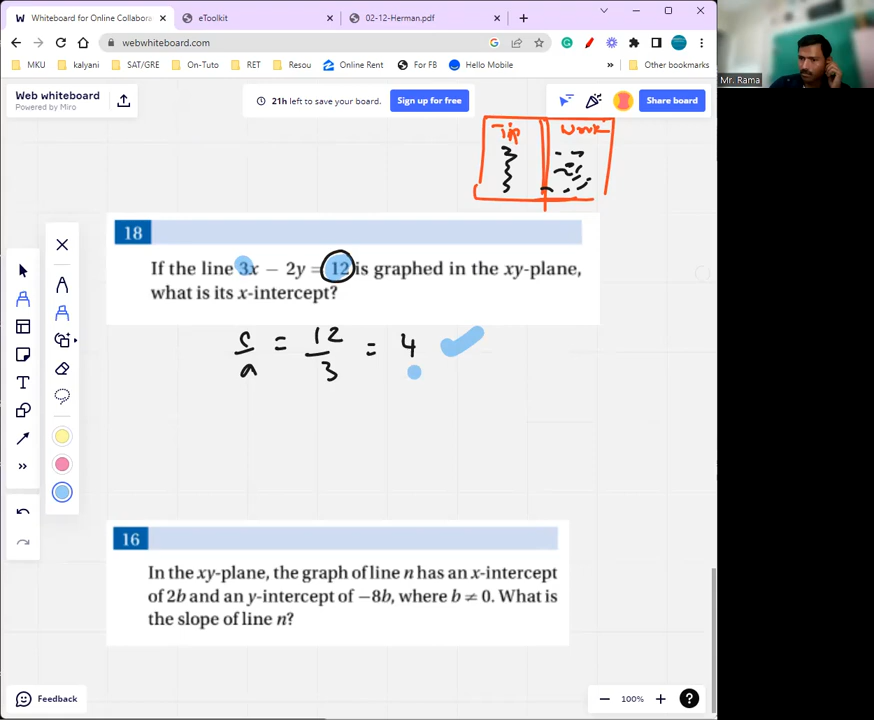 Whiteboard for Online Collabora
eToolkit
02-12-Herman.pdf
webwhiteboard.com
MKU
kalyani
SAT/GRE
On-Tuto
RET
Resou
Online Rent
For FB
Hello Mobile
Other bookmarks
Mr. Rama
Web whiteboard
Powered by Miro
21h left to save your board.
Sign up for free
Share board
Tip
Work
18
If the line 3x − 2y = 12 is graphed in the xy-plane,
what is its x-intercept?
c/a = 12/3 = 4
16
In the xy-plane, the graph of line n has an x-intercept
of 2b and an y-intercept of −8b, where b ≠ 0. What is
the slope of line n?
Feedback
100%